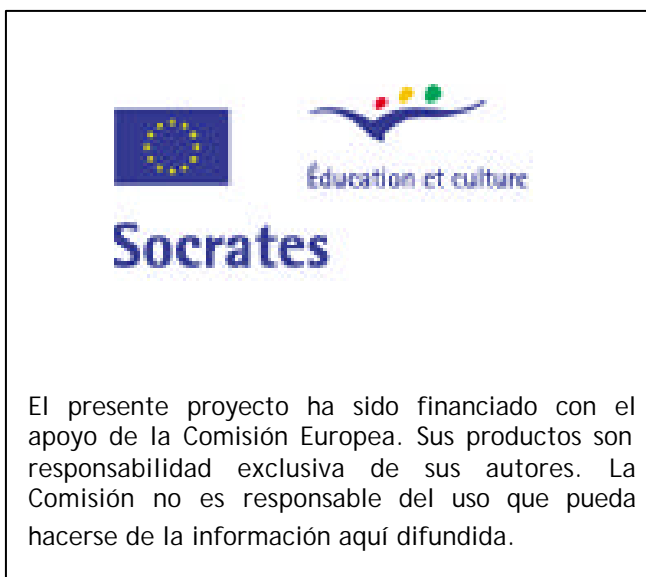 Éducation et culture
Socrates
El presente proyecto ha sido financiado con el
apoyo de la Comisión Europea. Sus productos son
responsabilidad exclusiva de sus autores. La
Comisión no es responsable del uso que pueda
hacerse de la información aquí difundida.